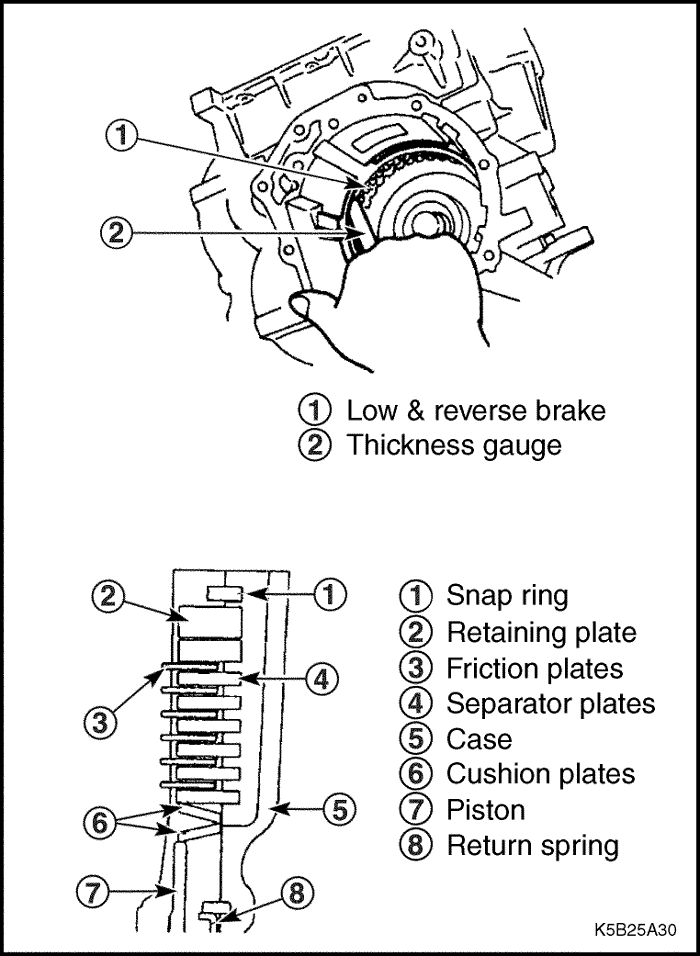 1
2
1 Low & reverse brake
2 Thickness gauge
2
1
4
3
6
5
7
8
1 Snap ring
2 Retaining plate
3 Friction plates
4 Separator plates
5 Case
6 Cushion plates
7 Piston
8 Return spring
K5B25A30